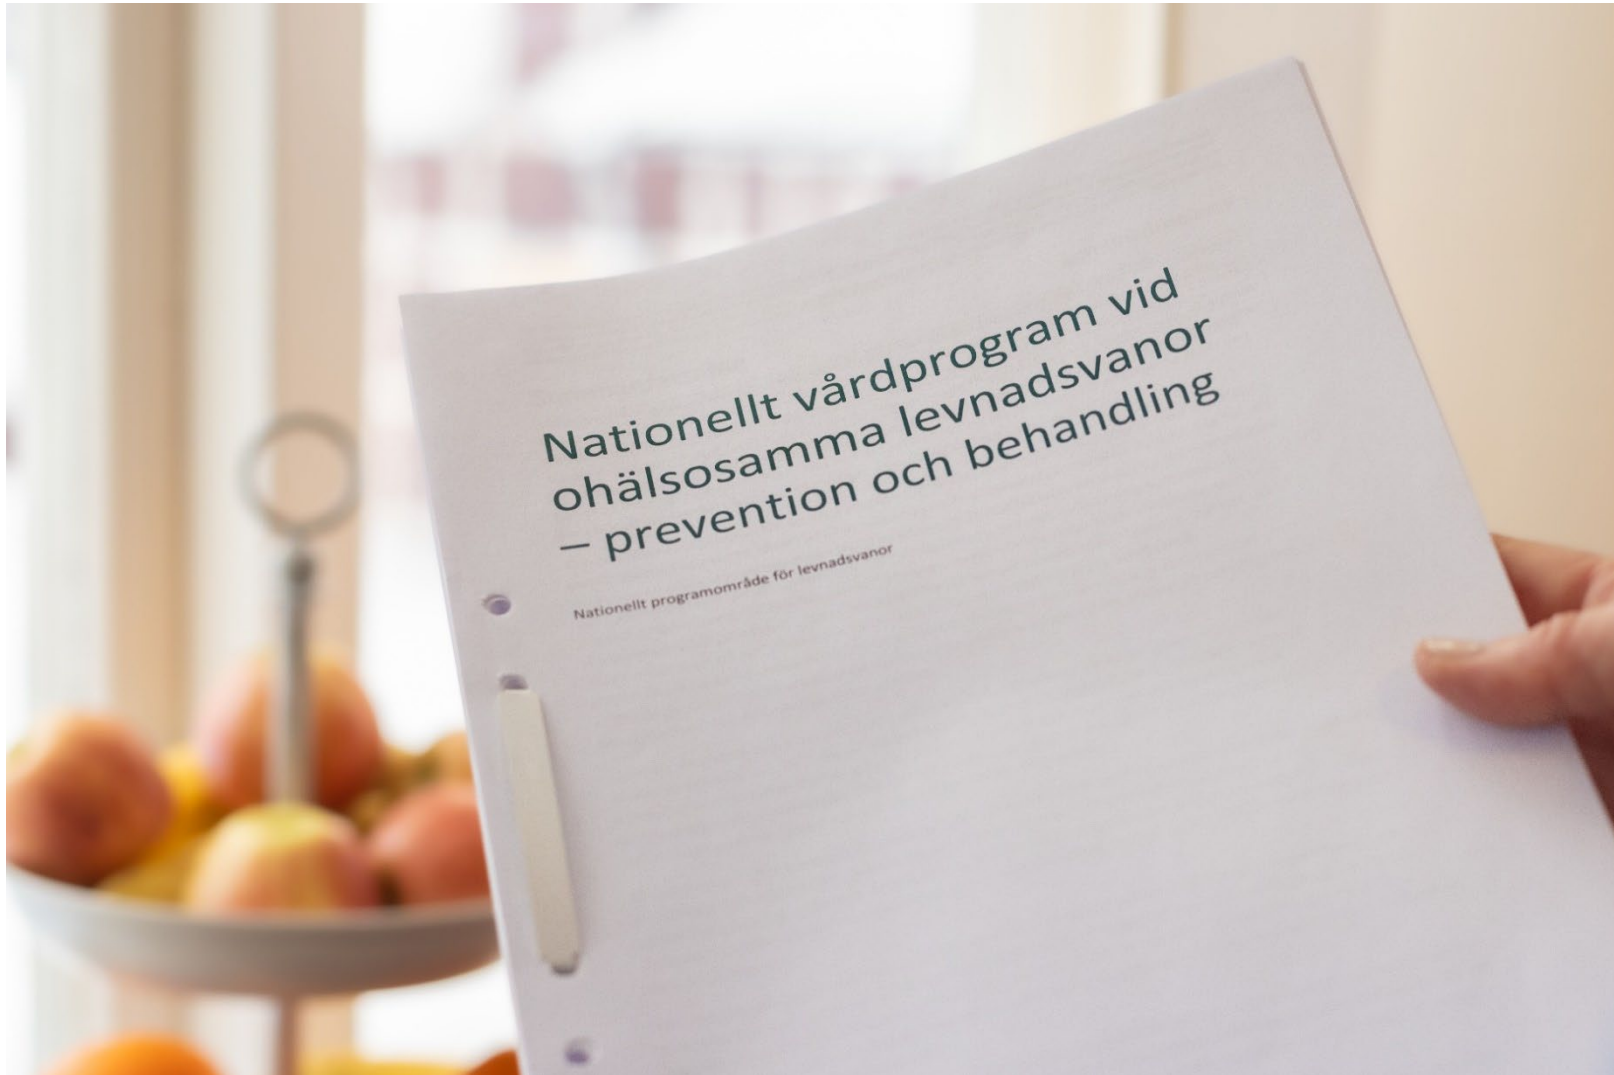 Nationellt vårdprogram vid
ohälsosamma levnadsvanor
– prevention och behandling
Nationellt programområde för levnadsvanor